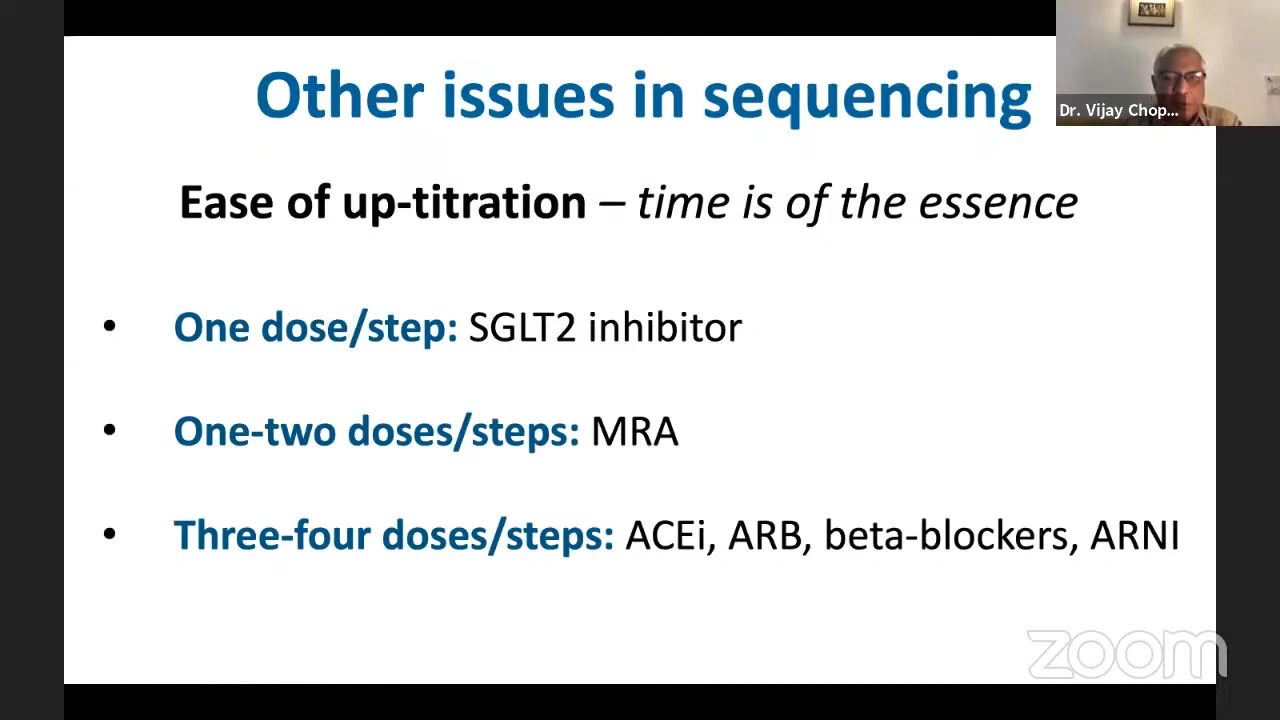 Other issues in sequencing
Dr. Vijay Chop...
Ease of up-titration – time is of the essence
• One dose/step: SGLT2 inhibitor
• One-two doses/steps: MRA
• Three-four doses/steps: ACEi, ARB, beta-blockers, ARNI
zoom